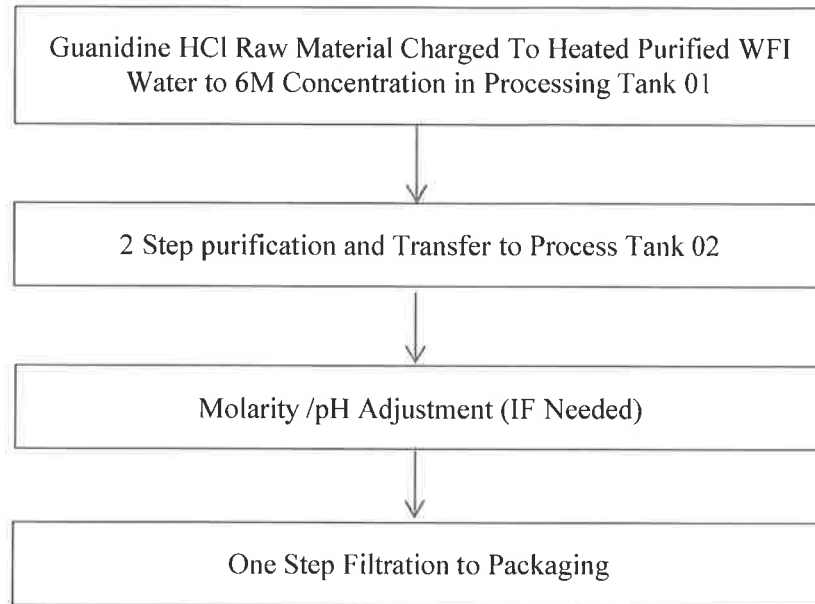 Guanidine HCl Raw Material Charged To Heated Purified WFI
Water to 6M Concentration in Processing Tank 01
2 Step purification and Transfer to Process Tank 02
Molarity /pH Adjustment (IF Needed)
One Step Filtration to Packaging